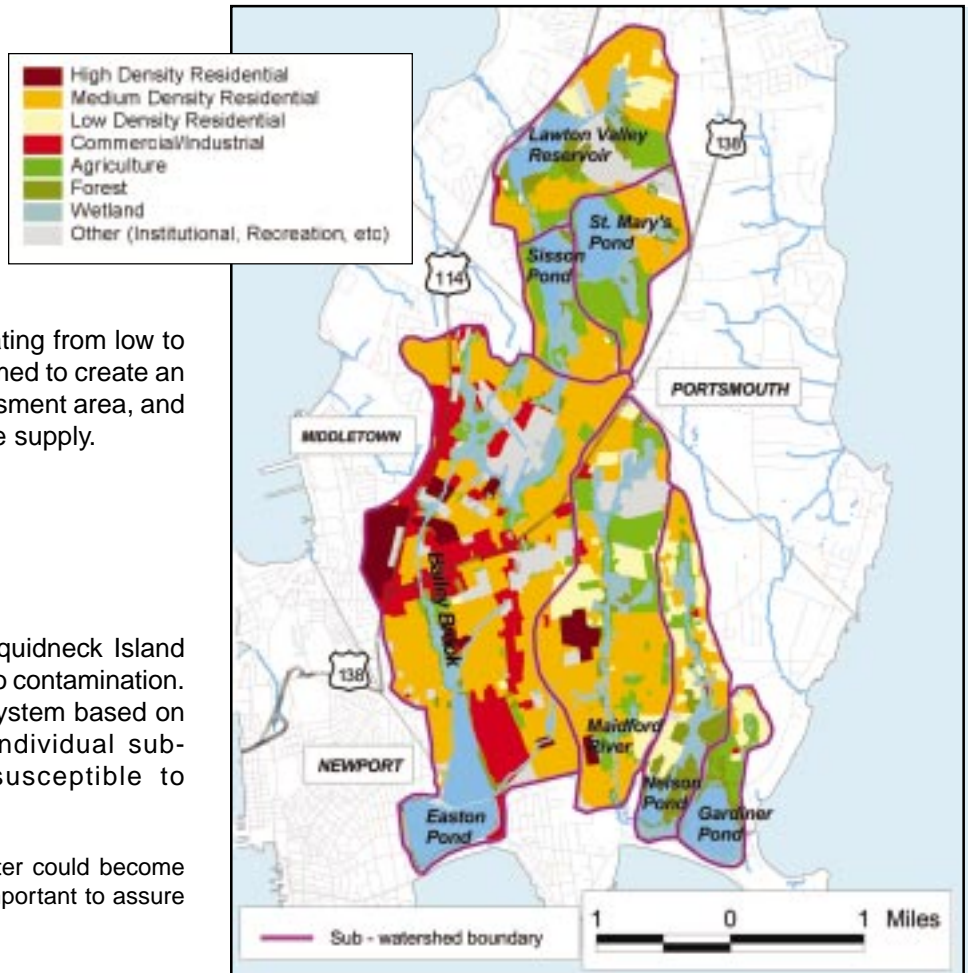 High Density Residential
Medium Density Residential
Low Density Residential
Commercial/Industrial
Agriculture
Forest
Wetland
Other (Institutional, Recreation, etc)
Lawton Valley
Reservoir
138
St. Mary's
Pond
Sisson
Pond
114
ating from low to
ned to create an
sment area, and
e supply.
PORTSMOUTH
MIDDLETOWN
Bailey Brook
quidneck Island
o contamination.
ystem based on
ndividual sub-
susceptible to
138
Maidford
River
NEWPORT
Nelson
Pond
Gardiner
Pond
Easton
Pond
ter could become
portant to assure
1 0 1 Miles
Sub - watershed boundary